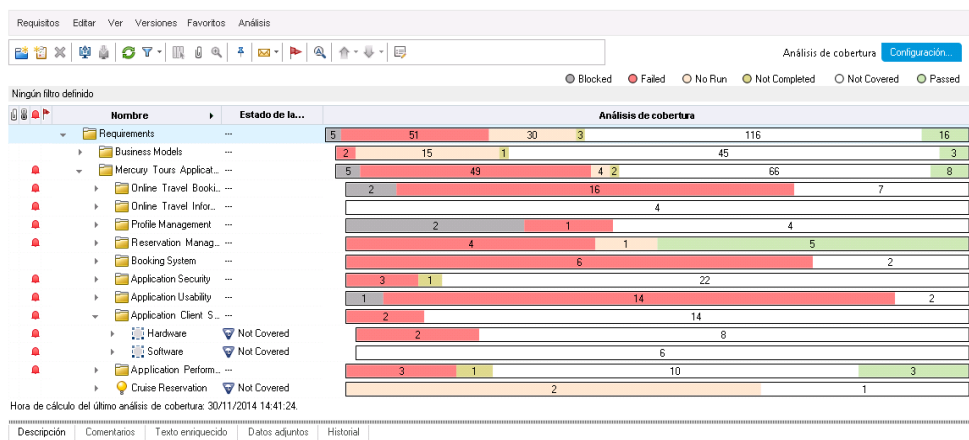 Requisitos Editar Ver Versiones Favoritos Análisis
Análisis de cobertura Configuración...
Blocked Failed No Run Not Completed Not Covered Passed
Ningún filtro definido
Nombre Estado de la... Análisis de cobertura
Requirements --- 5 51 30 3 116 16
Business Models --- 2 15 1 45 3
Mercury Tours Applicat... --- 5 49 4 2 66 8
Online Travel Booki... --- 2 16 7
Online Travel Infor... --- 4
Profile Management --- 2 1 4
Reservation Manag... --- 4 1 5
Booking System --- 6 2
Application Security --- 3 1 22
Application Usability --- 1 14 2
Application Client S... --- 2 14
Hardware Not Covered 2 8
Software Not Covered 6
Application Perform... --- 3 1 10 3
Cruise Reservation Not Covered 2 1
Hora de cálculo del último análisis de cobertura: 30/11/2014 14:41:24.
Descripción Comentarios Texto enriquecido Datos adjuntos Historial